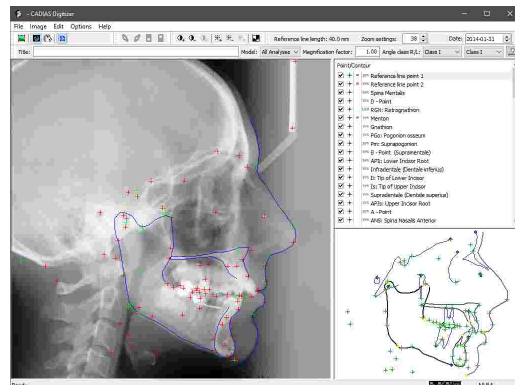 - CADIAS Digitizer
File Image Edit Options Help
Reference line length: 40.0 mm Zoom settings: 38 Date: 2014-01-31
Title: Model: All Analyses Magnification factor: 1.00 Angle class R/L: Class I Class I
Point/Contour
Reference line point 1
Reference line point 2
Spina Mentalis
D - Point
RGN: Retrognathion
Menton
Gnathion
PGo: Pogonion osseum
Pm: Suprapogonion
B - Point (Supramentale)
API: Lower Incisor Root
Infradentale (Dentale inferius)
Ii: Tip of Lower Incisor
Is: Tip of Upper Incisor
Supradentale (Dentale superius)
APIs: Upper Incisor Root
A - Point
ANS: Spina Nasalis Anterior
Ready
NUM